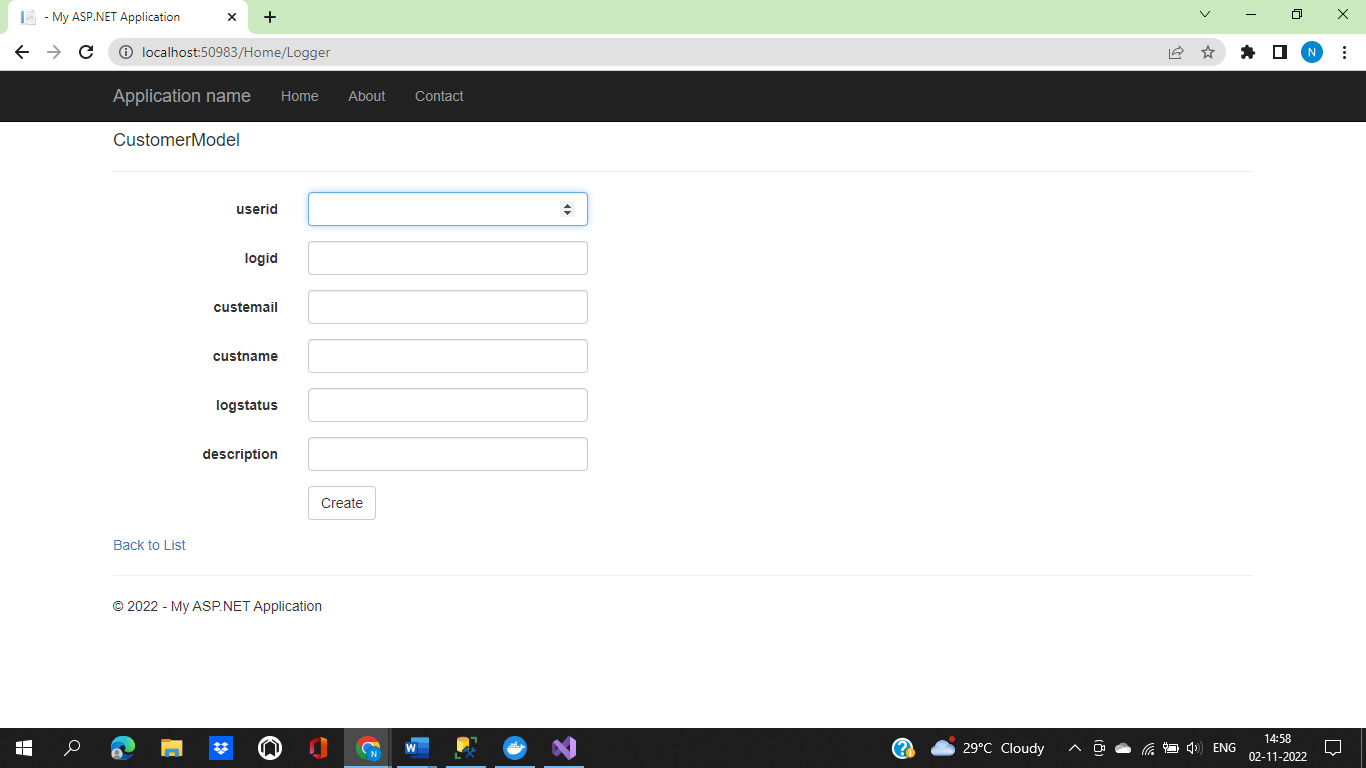 - My ASP.NET Application
localhost:50983/Home/Logger
N
Application name Home About Contact
CustomerModel
userid
logid
custemail
custname
logstatus
description
Create
Back to List
© 2022 - My ASP.NET Application
N
W
29°C Cloudy
ENG
14:58
02-11-2022